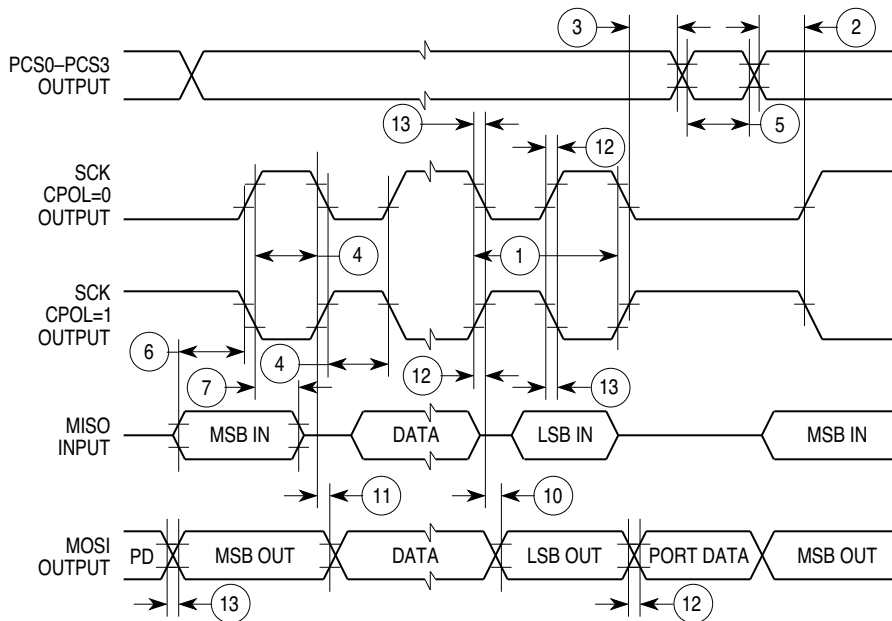 3
2
PCS0–PCS3
OUTPUT
13
5
12
SCK
CPOL=0
OUTPUT
4
1
SCK
CPOL=1
OUTPUT
6
4
7
12
13
MISO
INPUT
MSB IN
DATA
LSB IN
MSB IN
11
10
MOSI
OUTPUT
PD
MSB OUT
DATA
LSB OUT
PORT DATA
MSB OUT
13
12